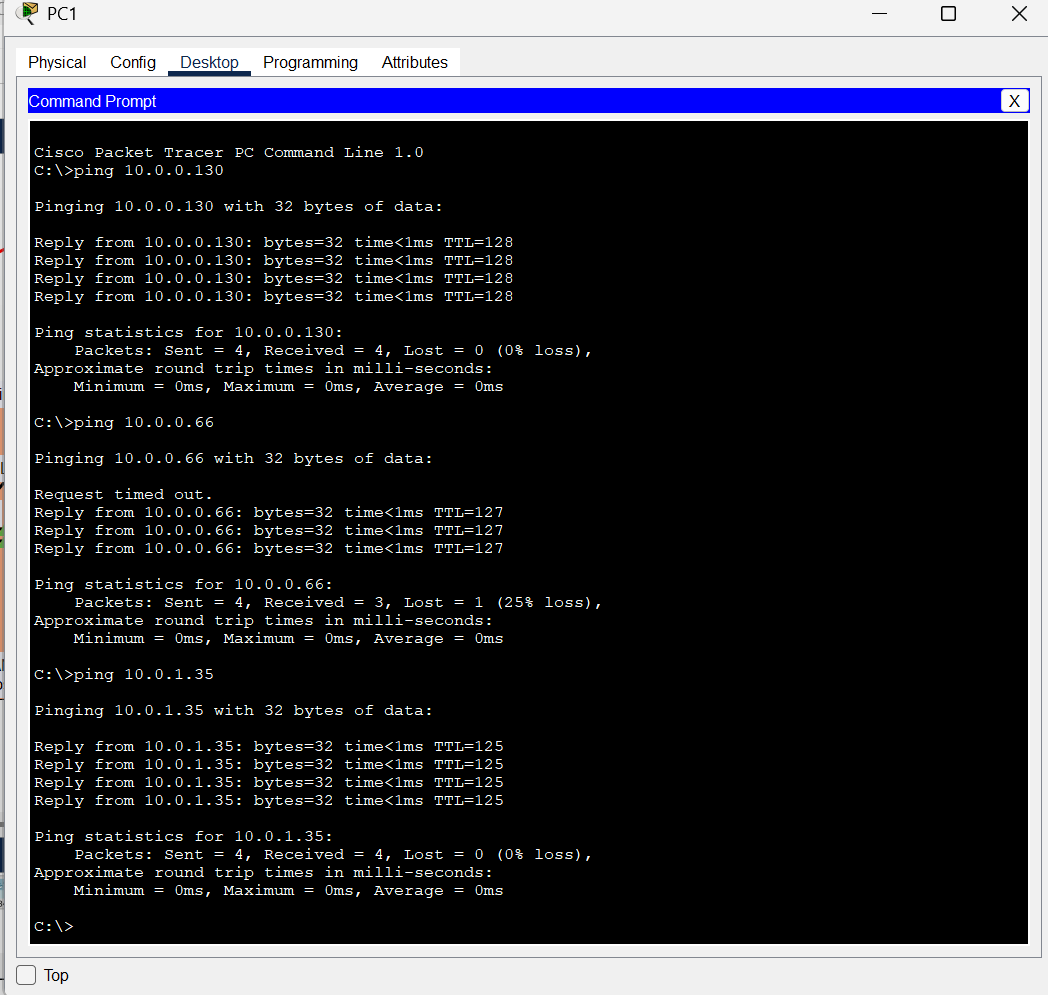 PC1
Physical Config Desktop Programming Attributes
Command Prompt X
Cisco Packet Tracer PC Command Line 1.0
C:\>ping 10.0.0.130
Pinging 10.0.0.130 with 32 bytes of data:
Reply from 10.0.0.130: bytes=32 time<1ms TTL=128
Reply from 10.0.0.130: bytes=32 time<1ms TTL=128
Reply from 10.0.0.130: bytes=32 time<1ms TTL=128
Reply from 10.0.0.130: bytes=32 time<1ms TTL=128
Ping statistics for 10.0.0.130:
Packets: Sent = 4, Received = 4, Lost = 0 (0% loss),
Approximate round trip times in milli-seconds:
Minimum = 0ms, Maximum = 0ms, Average = 0ms
C:\>ping 10.0.0.66
Pinging 10.0.0.66 with 32 bytes of data:
Request timed out.
Reply from 10.0.0.66: bytes=32 time<1ms TTL=127
Reply from 10.0.0.66: bytes=32 time<1ms TTL=127
Reply from 10.0.0.66: bytes=32 time<1ms TTL=127
Ping statistics for 10.0.0.66:
Packets: Sent = 4, Received = 3, Lost = 1 (25% loss),
Approximate round trip times in milli-seconds:
Minimum = 0ms, Maximum = 0ms, Average = 0ms
C:\>ping 10.0.1.35
Pinging 10.0.1.35 with 32 bytes of data:
Reply from 10.0.1.35: bytes=32 time<1ms TTL=125
Reply from 10.0.1.35: bytes=32 time<1ms TTL=125
Reply from 10.0.1.35: bytes=32 time<1ms TTL=125
Reply from 10.0.1.35: bytes=32 time<1ms TTL=125
Ping statistics for 10.0.1.35:
Packets: Sent = 4, Received = 4, Lost = 0 (0% loss),
Approximate round trip times in milli-seconds:
Minimum = 0ms, Maximum = 0ms, Average = 0ms
C:\>
Top